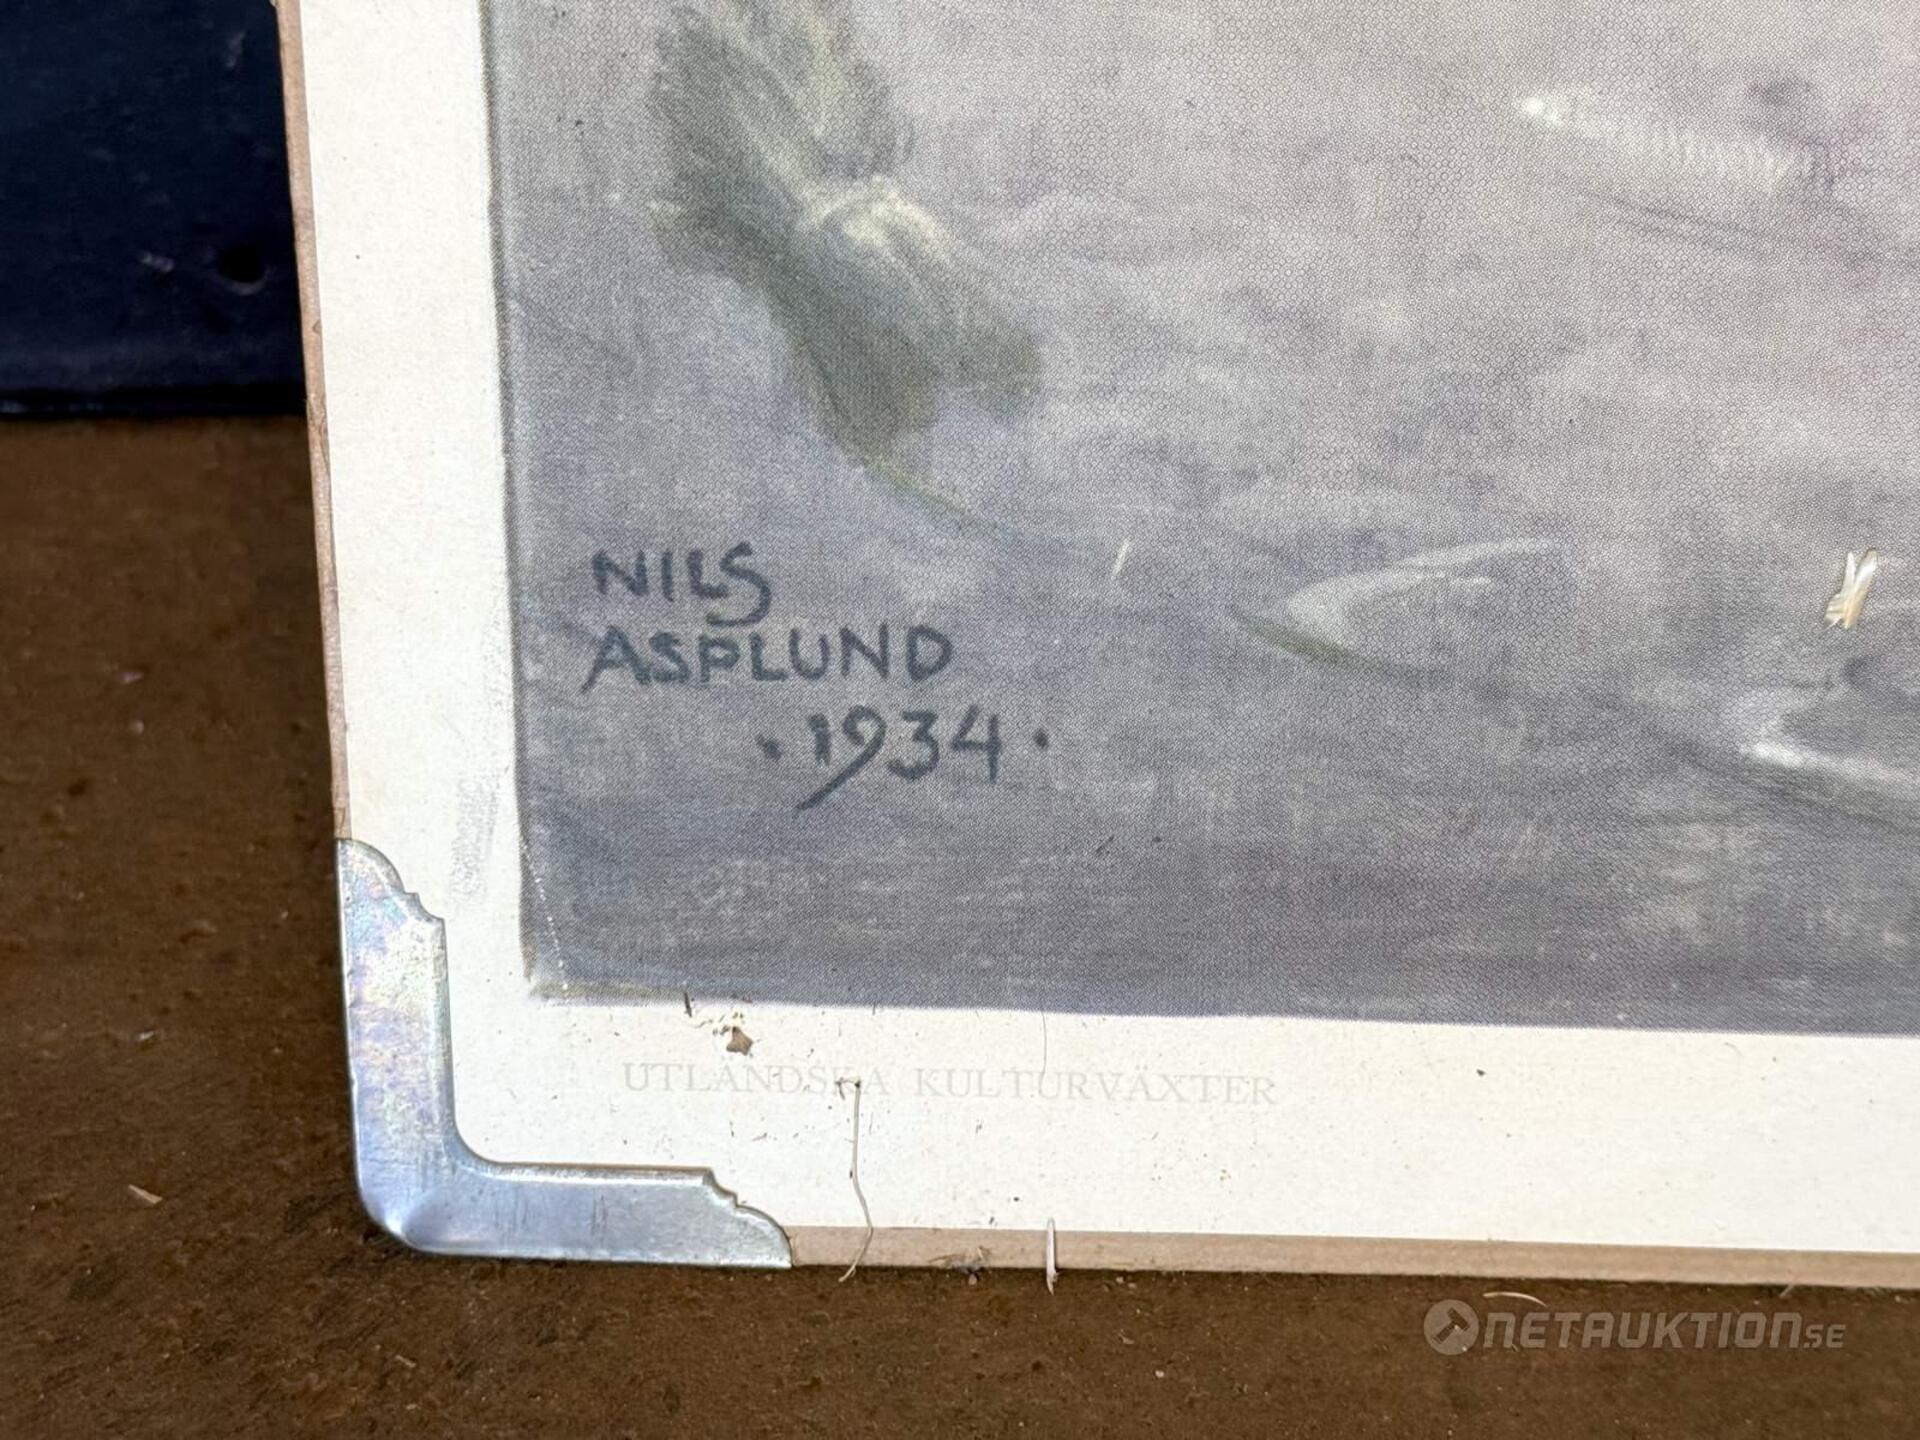 NILS
ASPLUND
· 1934 ·
UTLÄNDSKA KULTURVÄXTER
NETAUKTION.SE